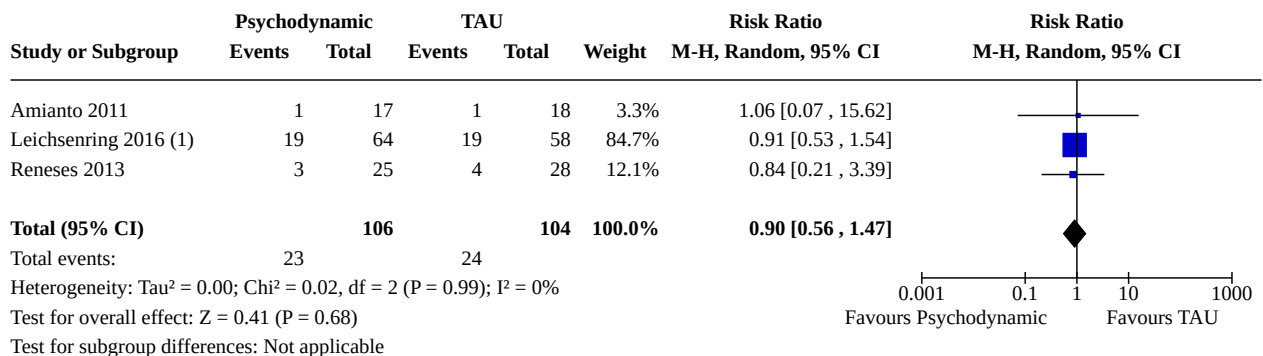 Psychodynamic TAU Risk Ratio Risk Ratio
Study or Subgroup Events Total Events Total Weight M-H, Random, 95% CI M-H, Random, 95% CI
Amianto 2011 1 17 1 18 3.3% 1.06 [0.07 , 15.62]
Leichsenring 2016 (1) 19 64 19 58 84.7% 0.91 [0.53 , 1.54]
Reneses 2013 3 25 4 28 12.1% 0.84 [0.21 , 3.39]
Total (95% CI) 106 104 100.0% 0.90 [0.56 , 1.47]
Total events: 23 24
Heterogeneity: Tau² = 0.00; Chi² = 0.02, df = 2 (P = 0.99); I² = 0%
0.001 0.1 1 10 1000
Test for overall effect: Z = 0.41 (P = 0.68) Favours Psychodynamic Favours TAU
Test for subgroup differences: Not applicable